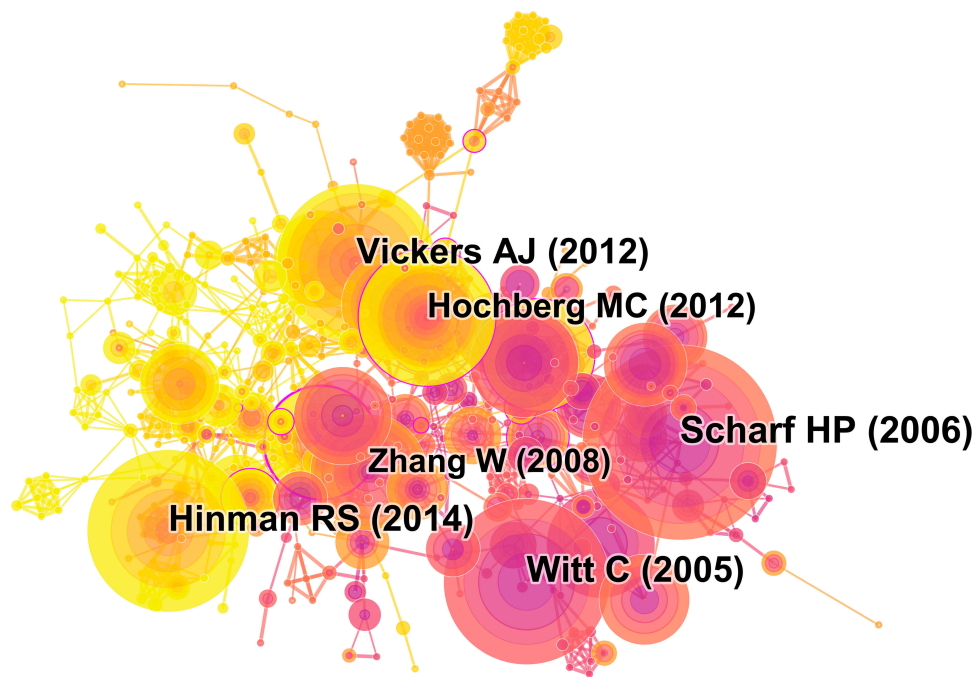 Vickers AJ (2012)
Hochberg MC (2012)
Scharf HP (2006)
Zhang W (2008)
Hinman RS (2014)
Witt C (2005)